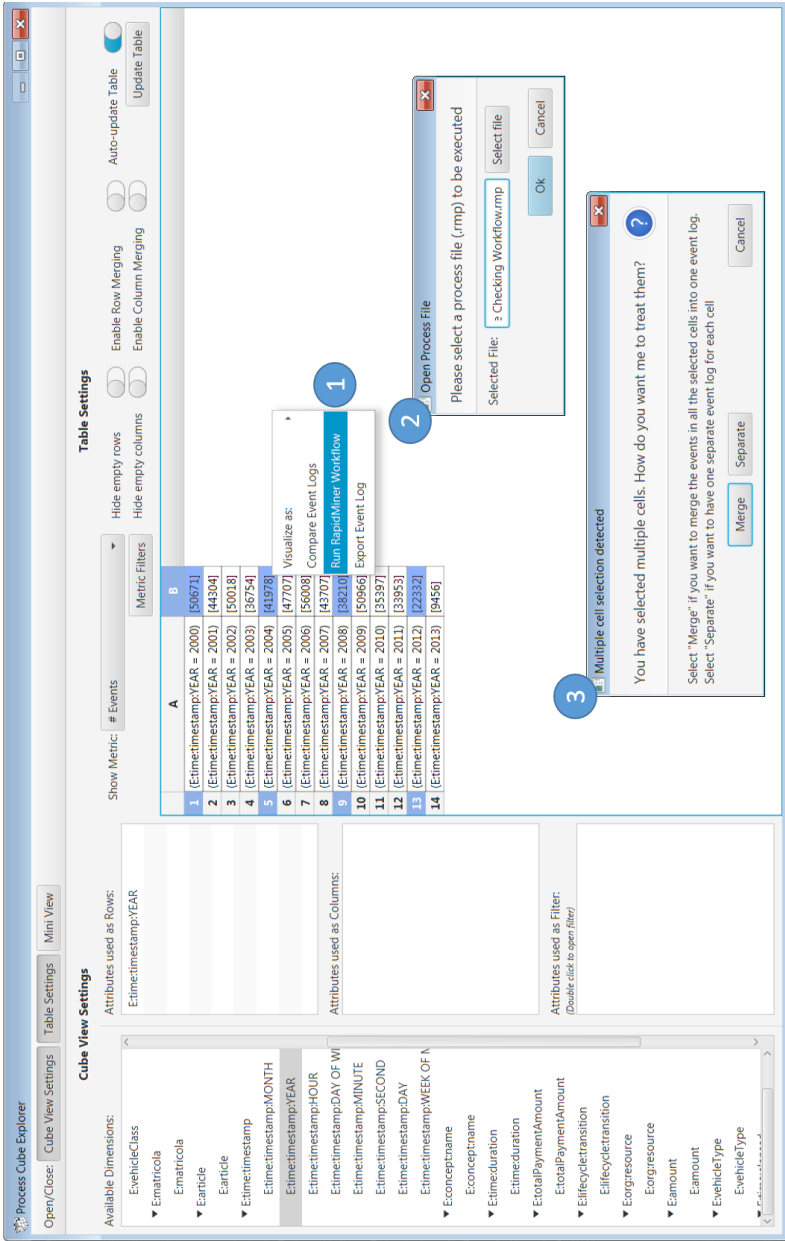 Process Cube Explorer
Open/Close: Cube View Settings Table Settings Mini View
Cube View Settings
Available Dimensions:
E:vehicleClass
E:matricola
E:matricola
E:article
E:article
E:time:timestamp
E:time:timestamp:MONTH
E:time:timestamp:YEAR
E:time:timestamp:HOUR
E:time:timestamp:DAY OF WI
E:time:timestamp:MINUTE
E:time:timestamp:SECOND
E:time:timestamp:DAY
E:time:timestamp:WEEK OF M
E:concept:name
E:concept:name
E:time:duration
E:time:duration
E:totalPaymentAmount
E:totalPaymentAmount
E:lifecycle:transition
E:lifecycle:transition
E:org:resource
E:org:resource
E:amount
E:amount
E:vehicleType
E:vehicleType
Attributes used as Rows:
E:time:timestamp:YEAR
Attributes used as Columns:
Attributes used as Filter:
(Double click to open filter)
Table Settings
Show Metric: # Events
Metric Filters
Hide empty rows
Hide empty columns
Enable Row Merging
Enable Column Merging
Auto-update Table
Update Table
A B
1 (E:time:timestamp:YEAR = 2000) [50671]
2 (E:time:timestamp:YEAR = 2001) [44304]
3 (E:time:timestamp:YEAR = 2002) [50018]
4 (E:time:timestamp:YEAR = 2003) [36754]
5 (E:time:timestamp:YEAR = 2004) [41978]
6 (E:time:timestamp:YEAR = 2005) [47707]
7 (E:time:timestamp:YEAR = 2006) [56008]
8 (E:time:timestamp:YEAR = 2007) [43707]
9 (E:time:timestamp:YEAR = 2008) [38210]
10 (E:time:timestamp:YEAR = 2009) [50966]
11 (E:time:timestamp:YEAR = 2010) [35397]
12 (E:time:timestamp:YEAR = 2011) [33953]
13 (E:time:timestamp:YEAR = 2012) [22332]
14 (E:time:timestamp:YEAR = 2013) [9456]
Visualize as:
Compare Event Logs
Run RapidMiner Workflow
Export Event Log
1
2
Open Process File
Please select a process file (.rmp) to be executed
Selected File: e Checking Workflow.rmp Select file
Ok Cancel
3
Multiple cell selection detected
You have selected multiple cells. How do you want me to treat them?
?
Select "Merge" if you want to merge the events in all the selected cells into one event log.
Select "Separate" if you want to have one separate event log for each cell
Merge Separate Cancel